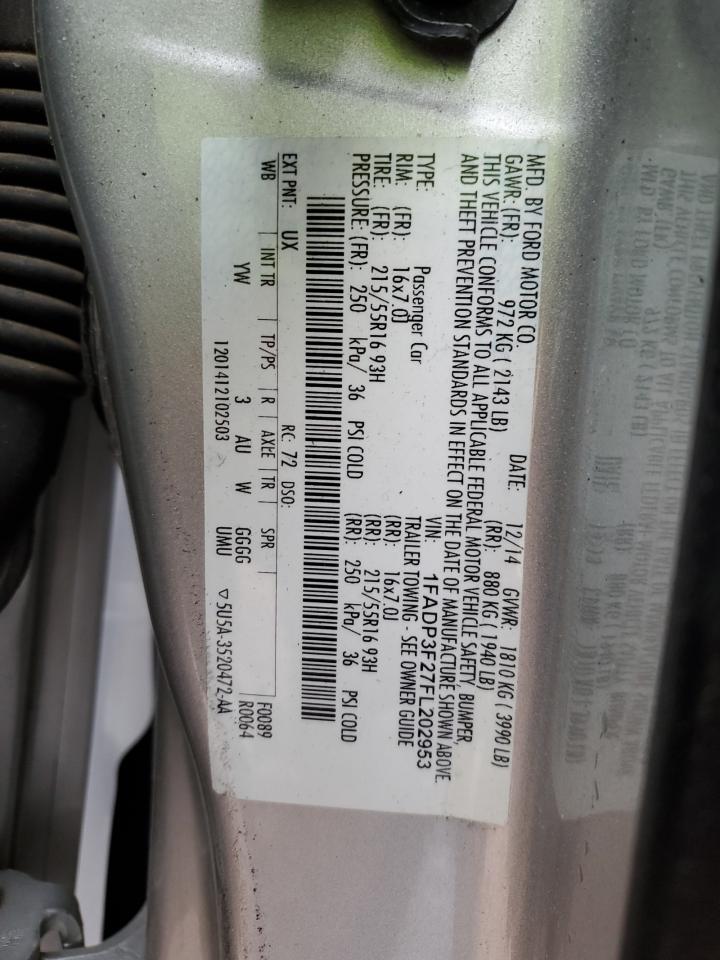 MFD. BY FORD MOTOR CO. DATE: 12/14 GVWR: 1810 KG ( 3990 LB)
GAWR: (FR): 972 KG ( 2143 LB) (RR): 880 KG ( 1940 LB)
THIS VEHICLE CONFORMS TO ALL APPLICABLE FEDERAL MOTOR VEHICLE SAFETY, BUMPER,
AND THEFT PREVENTION STANDARDS IN EFFECT ON THE DATE OF MANUFACTURE SHOWN ABOVE.
VIN: 1FADP3F27FL202953
TYPE: Passenger Car TRAILER TOWING - SEE OWNER GUIDE
RIM: (FR): 16x7.0J (RR): 16x7.0J
TIRE: (FR): 215/55R16 93H (RR): 215/55R16 93H
PRESSURE: (FR): 250 kPa/ 36 PSI COLD (RR): 250 kPa/ 36 PSI COLD
EXT PNT: UX RC: 72 DSO:
WB INT TR TP/PS R AXLE TR SPR F0089
YW 3 AU W GGGG R0064
1201412102503 UMU ▽5U5A-3520472-AA